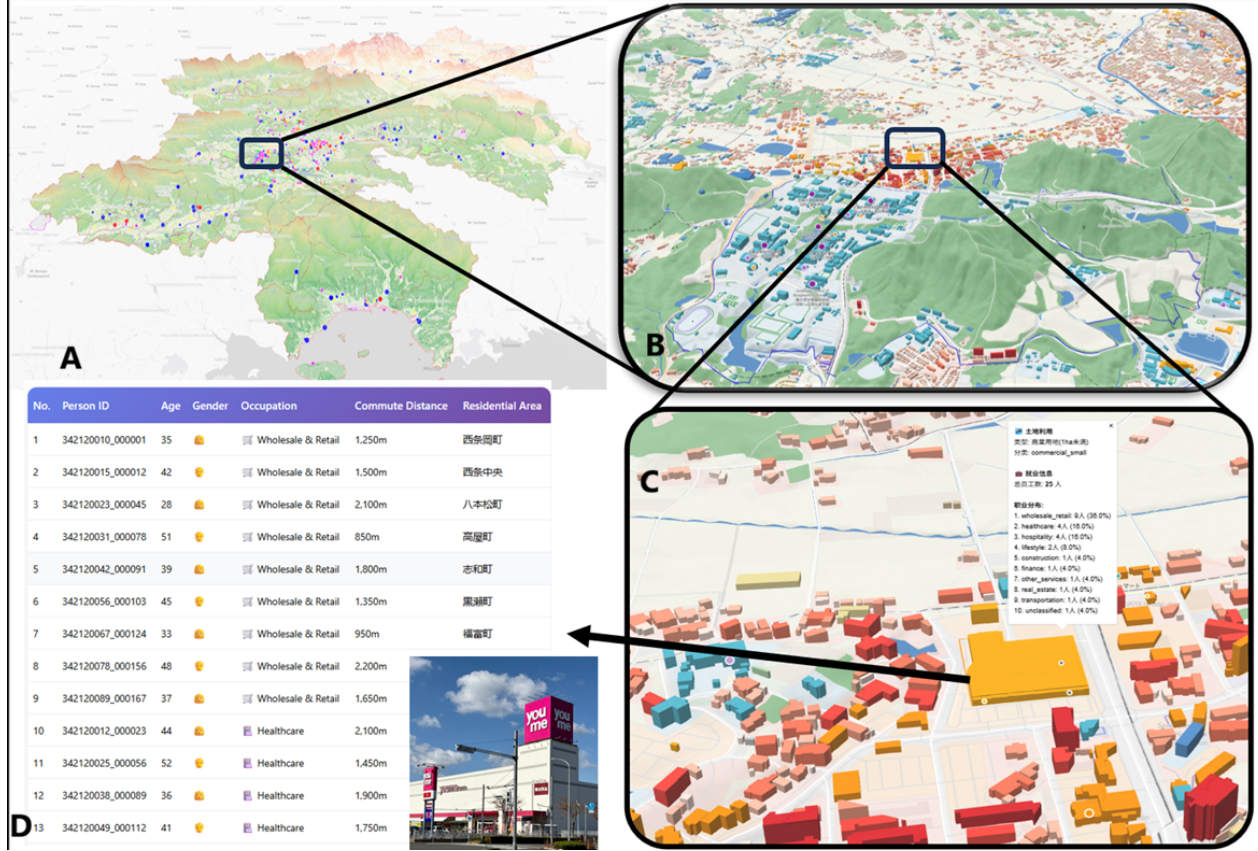 A
B
No. Person ID Age Gender Occupation Commute Distance Residential Area
1 342120010_000001 35 Wholesale & Retail 1,250m 西条岡町
2 342120015_000012 42 Wholesale & Retail 1,500m 西条中央
3 342120023_000045 28 Wholesale & Retail 2,100m 八本松町
4 342120031_000078 51 Wholesale & Retail 850m 高屋町
5 342120042_000091 39 Wholesale & Retail 1,800m 志和町
6 342120056_000103 45 Wholesale & Retail 1,350m 黒瀬町
7 342120067_000124 33 Wholesale & Retail 950m 福富町
8 342120078_000156 48 Wholesale & Retail 2,200m
9 342120089_000167 37 Wholesale & Retail 1,650m
10 342120012_000023 44 Healthcare 2,100m
11 342120025_000056 52 Healthcare 1,450m
12 342120038_000089 36 Healthcare 1,900m
13 342120049_000112 41 Healthcare 1,750m
D
you me
you me
C
土地利用
类型: 商業用地(1ha未満)
分类: commercial_small
就业信息
总员工数: 25 人
职业分布:
1. wholesale_retail: 9人 (36.0%)
2. healthcare: 4人 (16.0%)
3. hospitality: 4人 (16.0%)
4. lifestyle: 2人 (8.0%)
5. construction: 1人 (4.0%)
6. finance: 1人 (4.0%)
7. other_services: 1人 (4.0%)
8. real_estate: 1人 (4.0%)
9. transportation: 1人 (4.0%)
10. unclassified: 1人 (4.0%)